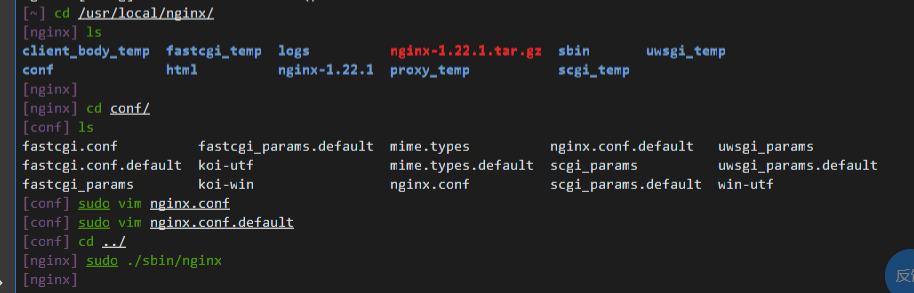 [~] cd /usr/local/nginx/
[nginx] ls
client_body_temp fastcgi_temp logs nginx-1.22.1.tar.gz sbin uwsgi_temp
conf html nginx-1.22.1 proxy_temp scgi_temp
[nginx]
[nginx] cd conf/
[conf] ls
fastcgi.conf fastcgi_params.default mime.types nginx.conf.default uwsgi_params
fastcgi.conf.default koi-utf mime.types.default scgi_params uwsgi_params.default
fastcgi_params koi-win nginx.conf scgi_params.default win-utf
[conf] sudo vim nginx.conf
[conf] sudo vim nginx.conf.default
[conf] cd ../
[nginx] sudo ./sbin/nginx
[nginx]